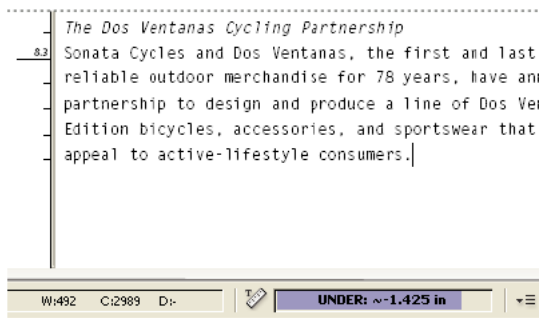 The Dos Ventanas Cycling Partnership
8.3 Sonata Cycles and Dos Ventanas, the first and last
reliable outdoor merchandise for 78 years, have
partnership to design and produce a line of Dos
Edition bicycles, accessories, and sportswear that
appeal to active-lifestyle consumers.
W:492 C:2989 D:- UNDER: ~-1.425 in